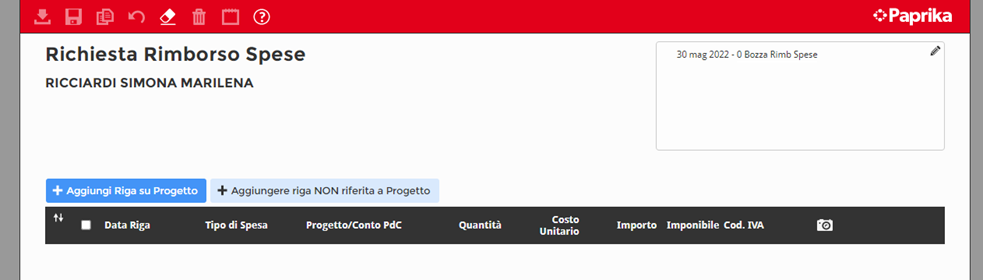 Paprika
Richiesta Rimborso Spese
RICCIARDI SIMONA MARILENA
30 mag 2022 - 0 Bozza Rimb Spese
+ Aggiungi Riga su Progetto
+ Aggiungere riga NON riferita a Progetto
Data Riga Tipo di Spesa Progetto/Conto PdC Quantità Costo Unitario Importo Imponibile Cod. IVA